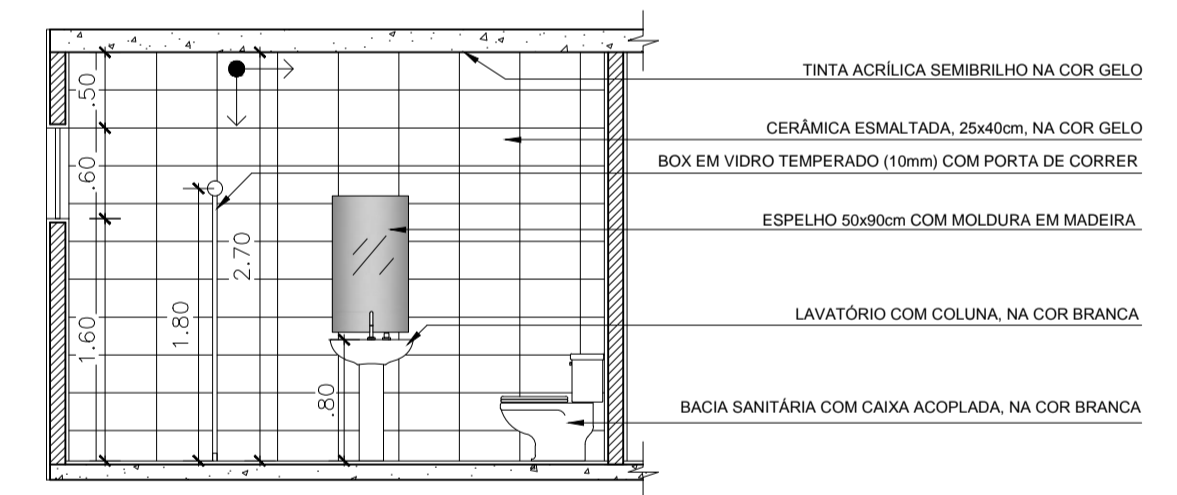 TINTA ACRÍLICA SEMIBRILHO NA COR GELO
.50
CERÂMICA ESMALTADA, 25x40cm, NA COR GELO
BOX EM VIDRO TEMPERADO (10mm) COM PORTA DE CORRER
.60
ESPELHO 50x90cm COM MOLDURA EM MADEIRA
2.70
LAVATÓRIO COM COLUNA, NA COR BRANCA
1.80
1.60
.80
BACIA SANITÁRIA COM CAIXA ACOPLADA, NA COR BRANCA